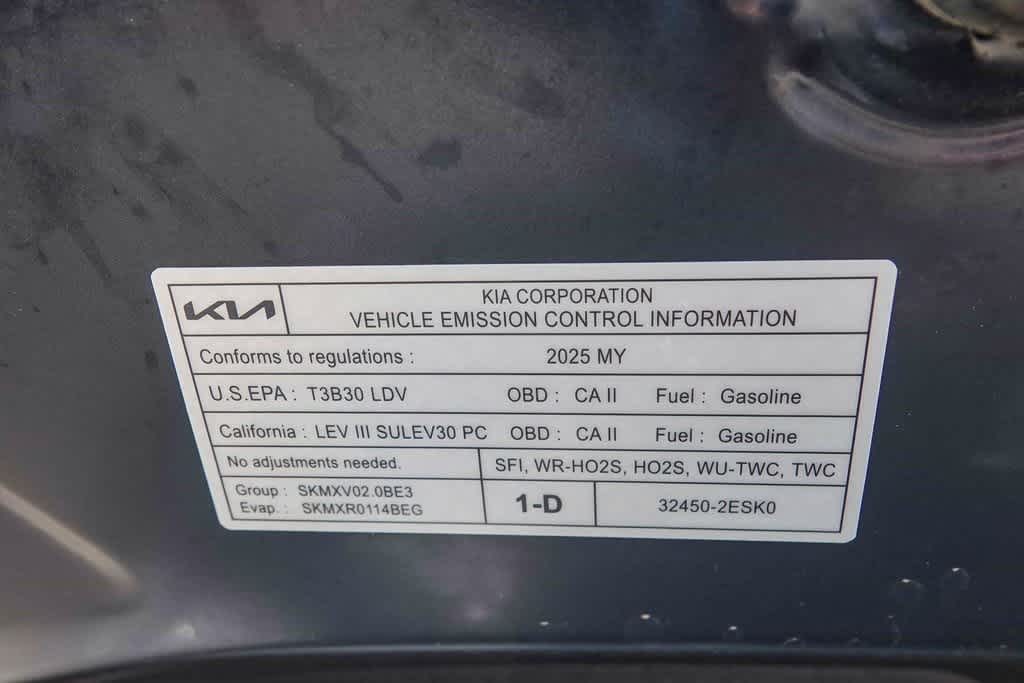 KIA
KIA CORPORATION
VEHICLE EMISSION CONTROL INFORMATION
Conforms to regulations : 2025 MY
U.S.EPA : T3B30 LDV OBD : CA II Fuel : Gasoline
California : LEV III SULEV30 PC OBD : CA II Fuel : Gasoline
No adjustments needed. SFI, WR-HO2S, HO2S, WU-TWC, TWC
Group : SKMXV02.0BE3
Evap. : SKMXR0114BEG
1-D
32450-2ESK0